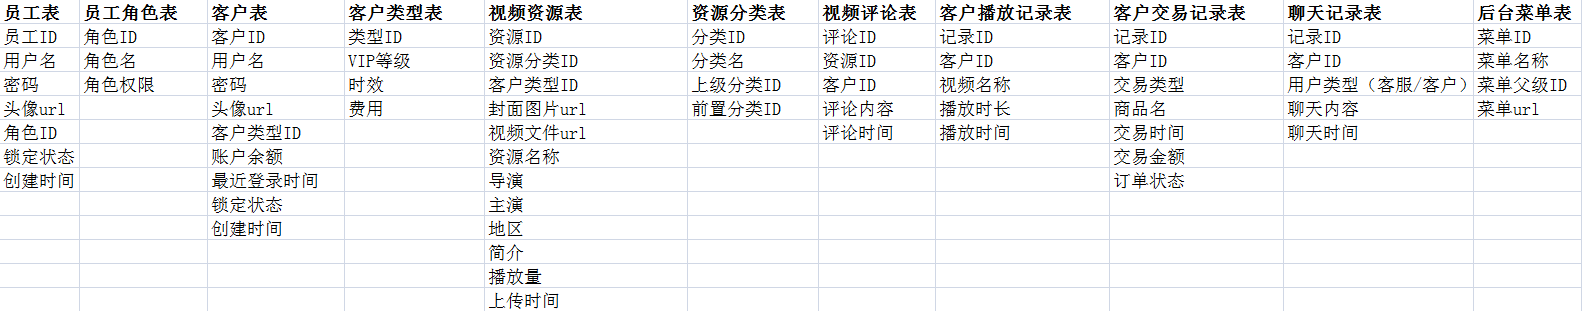 员工表 员工角色表 客户表 客户类型表 视频资源表 资源分类表 视频评论表 客户播放记录表 客户交易记录表 聊天记录表 后台菜单表
员工ID 角色ID 客户ID 类型ID 资源ID 分类ID 评论ID 记录ID 记录ID 记录ID 菜单ID
用户名 角色名 用户名 VIP等级 资源分类ID 分类名 资源ID 客户ID 客户ID 客户ID 菜单名称
密码 角色权限 密码 时效 客户类型ID 上级分类ID 客户ID 视频名称 交易类型 用户类型（客服/客户） 菜单父级ID
头像url 头像url 费用 封面图片url 前置分类ID 评论内容 播放时长 商品名 聊天内容 菜单url
角色ID 客户类型ID 视频文件url 评论时间 播放时间 交易时间 聊天时间
锁定状态 账户余额 资源名称 交易金额
创建时间 最近登录时间 导演 订单状态
锁定状态 主演
创建时间 地区
简介
播放量
上传时间